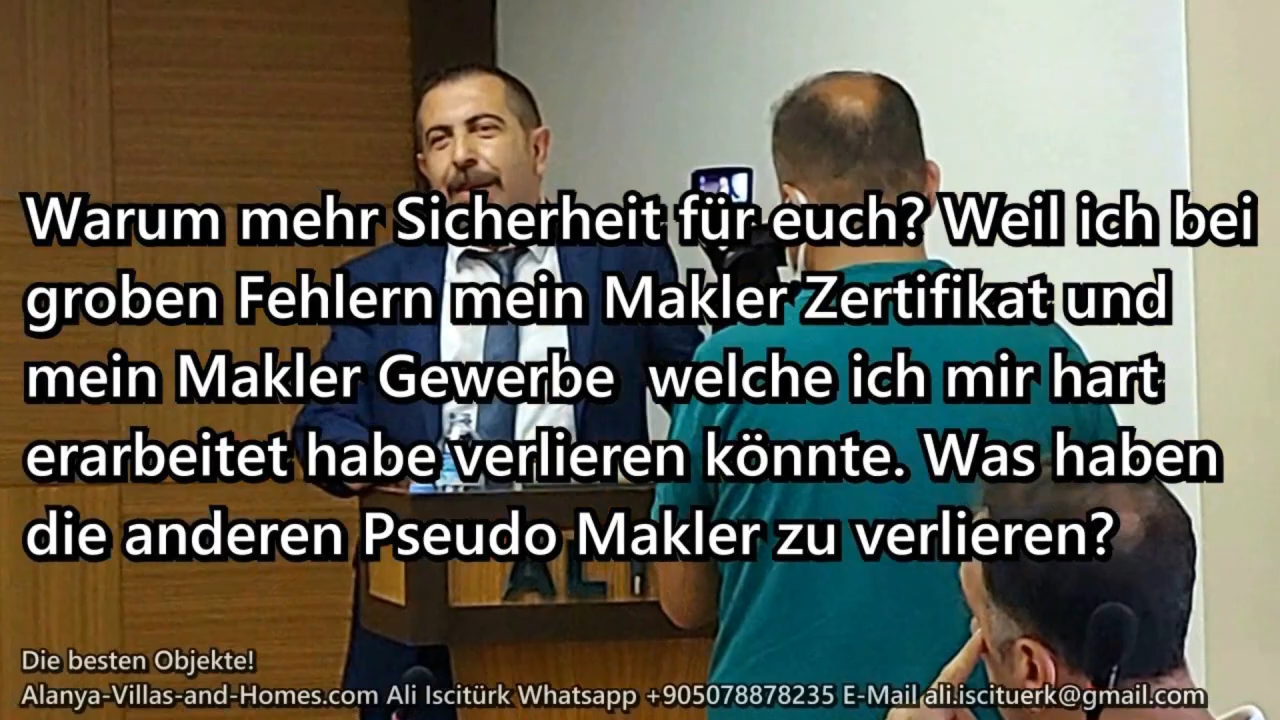 Warum mehr Sicherheit für euch? Weil ich bei
groben Fehlern mein Makler Zertifikat und
mein Makler Gewerbe  welche ich mir hart
erarbeitet habe verlieren könnte. Was haben
die anderen Pseudo Makler zu verlieren?
Die besten Objekte!
Alanya-Villas-and-Homes.com Ali Iscitürk Whatsapp +905078878235 E-Mail ali.iscituerk@gmail.com